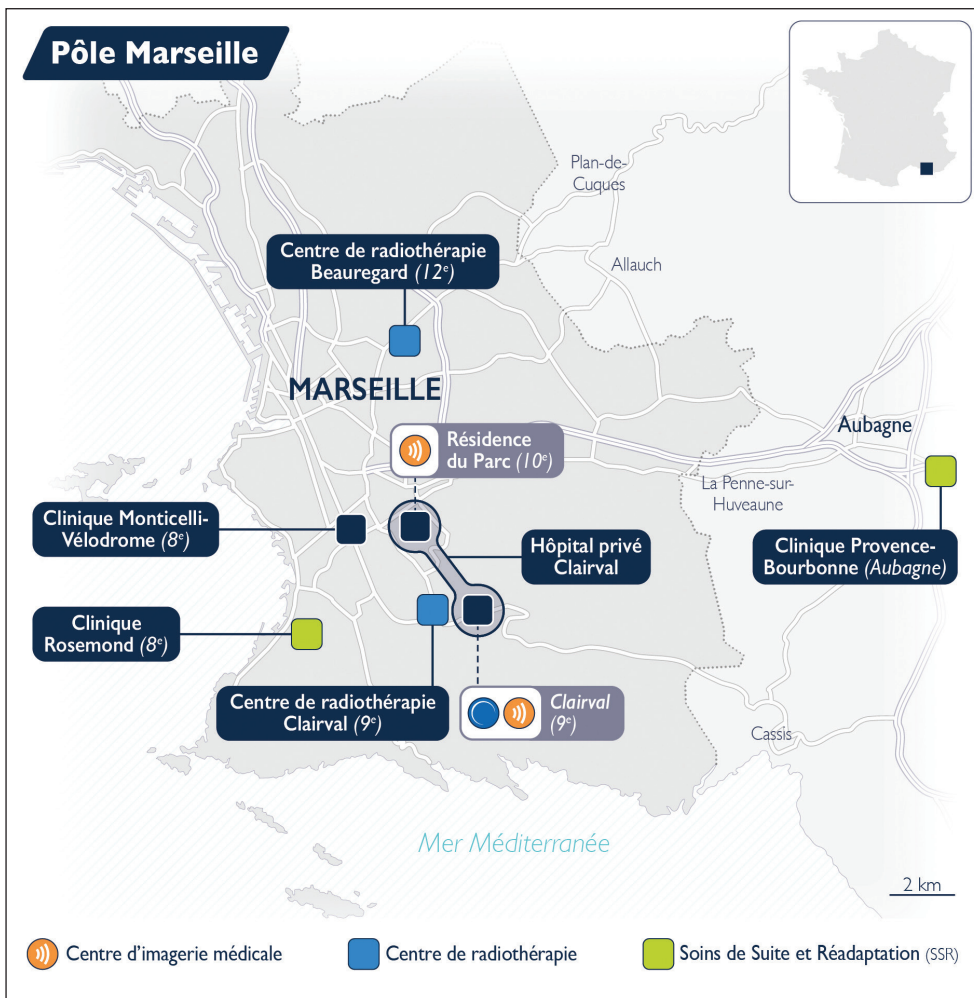 Pôle Marseille
Plan-de-
Cuques
Centre de radiothérapie
Beauregard (12e)
Allauch
MARSEILLE
Résidence
du Parc (10e)
Aubagne
La Penne-sur-
Huveaune
Clinique Monticelli-
Vélodrome (8e)
Hôpital privé
Clairval
Clinique Provence-
Bourbonne (Aubagne)
Clinique
Rosemond (8e)
Centre de radiothérapie
Clairval (9e)
Clairval
(9e)
Cassis
Mer Méditerranée
2 km
Centre d'imagerie médicale
Centre de radiothérapie
Soins de Suite et Réadaptation (SSR)